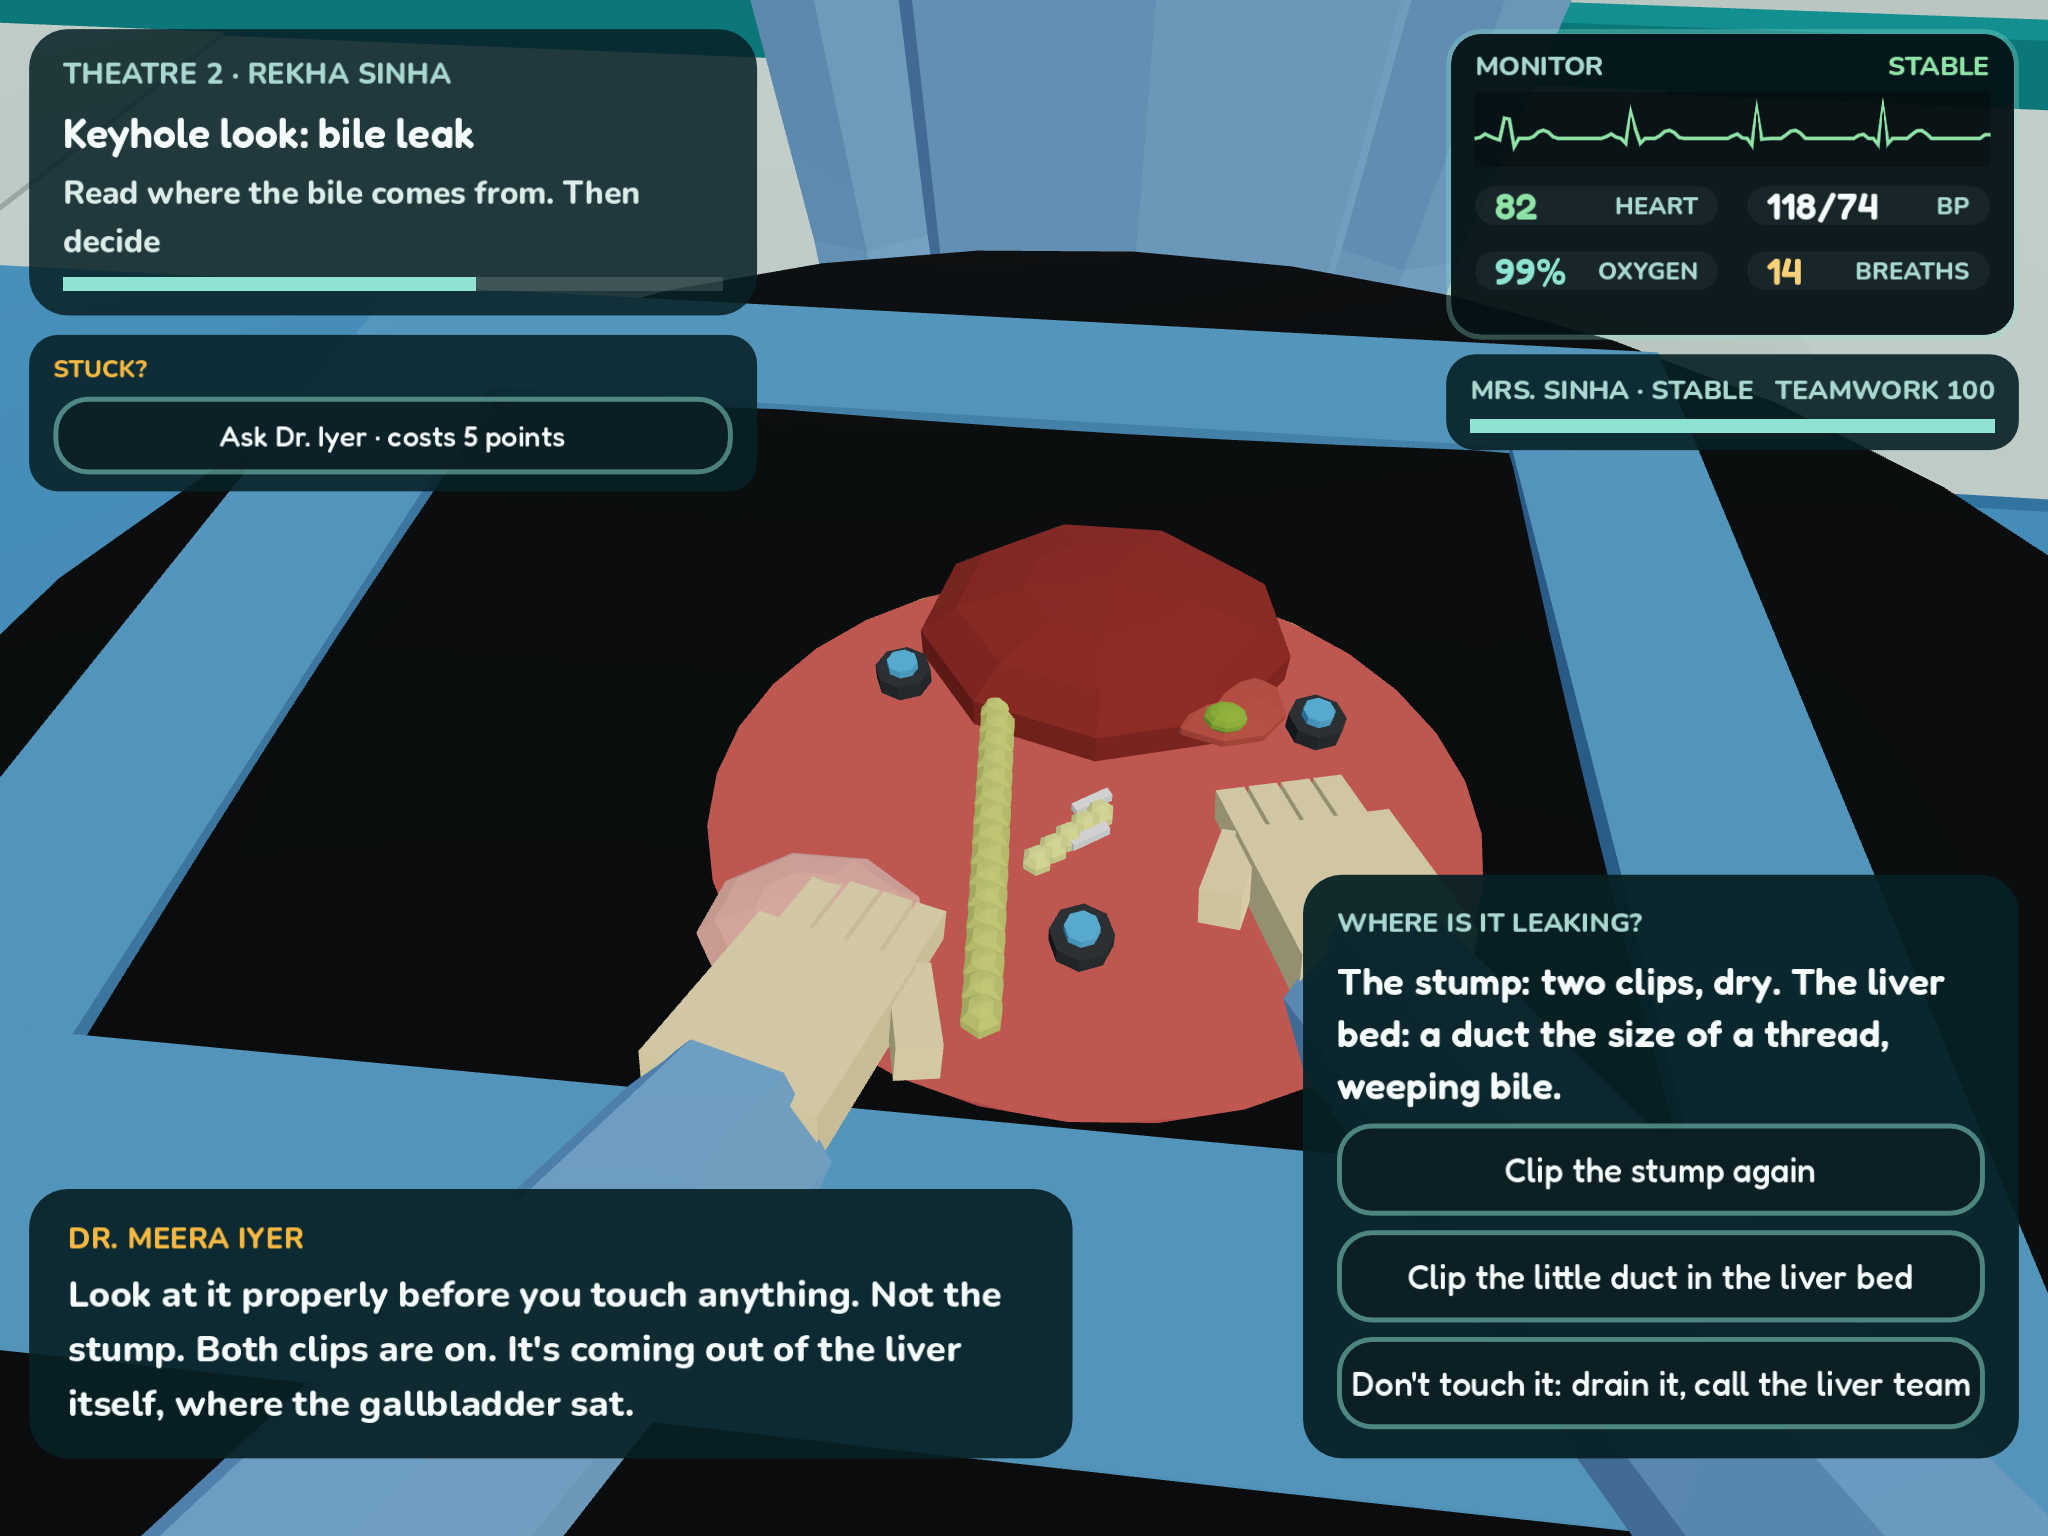 THEATRE 2 · REKHA SINHA
Keyhole look: bile leak
Read where the bile comes from. Then
decide
STUCK?
Ask Dr. Iyer · costs 5 points
MONITOR STABLE
82 HEART 118/74 BP
99% OXYGEN 14 BREATHS
MRS. SINHA · STABLE TEAMWORK 100
WHERE IS IT LEAKING?
The stump: two clips, dry. The liver
bed: a duct the size of a thread,
weeping bile.
Clip the stump again
Clip the little duct in the liver bed
Don't touch it: drain it, call the liver team
DR. MEERA IYER
Look at it properly before you touch anything. Not the
stump. Both clips are on. It's coming out of the liver
itself, where the gallbladder sat.